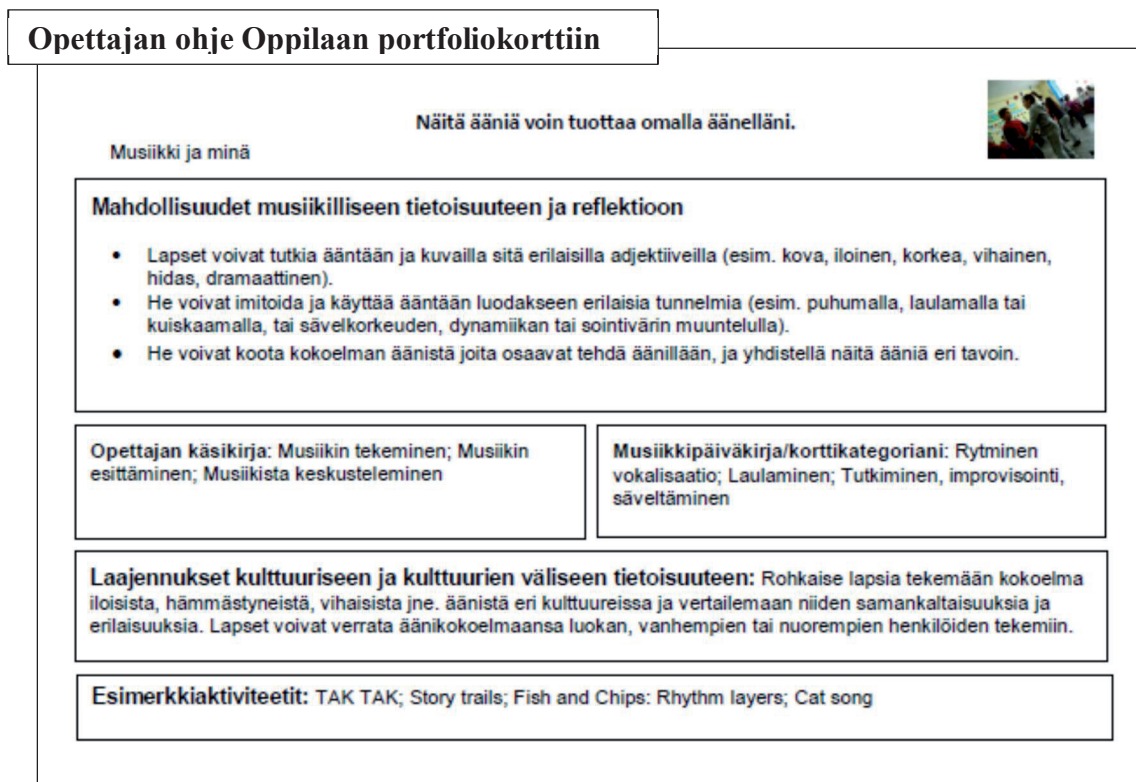 Opettajan ohje Oppilaan portfoliokorttiin
Näitä ääniä voin tuottaa omalla äänelläni.
Musiikki ja minä
Mahdollisuudet musiikilliseen tietoisuuteen ja reflektioon
• Lapset voivat tutkia ääntään ja kuvailla sitä erilaisilla adjektiiveilla (esim. kova, iloinen, korkea, vihainen,
hidas, dramaattinen).
• He voivat imitoida ja käyttää ääntään luodakseen erilaisia tunnelmia (esim. puhumalla, laulamalla tai
kuiskaamalla, tai sävelkorkeuden, dynamiikan tai sointivärin muuntelulla).
• He voivat koota kokoelman äänistä joita osaavat tehdä äänillään, ja yhdistellä näitä ääniä eri tavoin.
Opettajan käsikirja: Musiikin tekeminen; Musiikin
esittäminen; Musiikista keskusteleminen
Musiikkipäiväkirja/korttikategoriani: Rytminen
vokalisaatio; Laulaminen; Tutkiminen, improvisointi,
säveltäminen
Laajennukset kulttuuriseen ja kulttuurien väliseen tietoisuuteen: Rohkaise lapsia tekemään kokoelma
iloisista, hämmästyneistä, vihaisista jne. äänistä eri kulttuureissa ja vertailemaan niiden samankaltaisuuksia ja
erilaisuuksia. Lapset voivat verrata äänikokoelmaansa luokan, vanhempien tai nuorempien henkilöiden tekemiin.
Esimerkkiaktiviteetit: TAK TAK; Story trails; Fish and Chips: Rhythm layers; Cat song